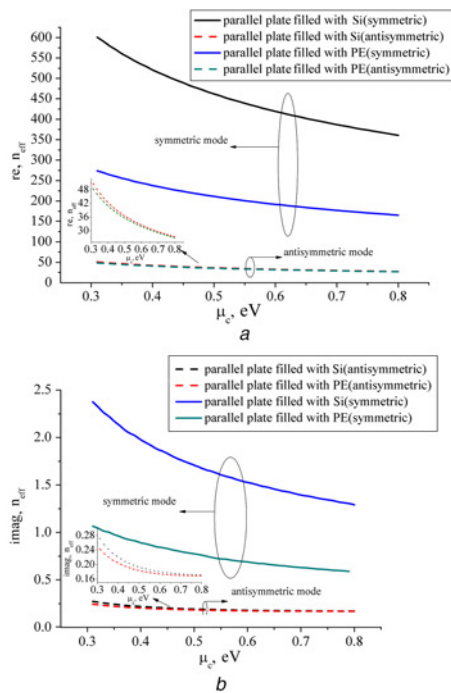 a
parallel plate filled with Si(symmetric)
parallel plate filled with Si(antisymmetric)
parallel plate filled with PE(symmetric)
parallel plate filled with PE(antisymmetric)
600
550
500
450
400
350
300
250
200
150
100
50
0
re, n_eff
symmetric mode
antisymmetric mode
50
40
30
re, n_eff
0.3 0.4 0.5 0.6 0.7 0.8
μ_c, eV
0.3 0.4 0.5 0.6 0.7 0.8
μ_c, eV
a
parallel plate filled with Si(antisymmetric)
parallel plate filled with PE(antisymmetric)
parallel plate filled with Si(symmetric)
parallel plate filled with PE(symmetric)
2.5
2.0
1.5
1.0
0.5
0.0
imag, n_eff
symmetric mode
antisymmetric mode
0.28
0.24
0.20
0.16
imag, n_eff
0.3 0.4 0.5 0.6 0.7 0.8
μ_c, eV
0.3 0.4 0.5 0.6 0.7 0.8
μ_c, eV
b